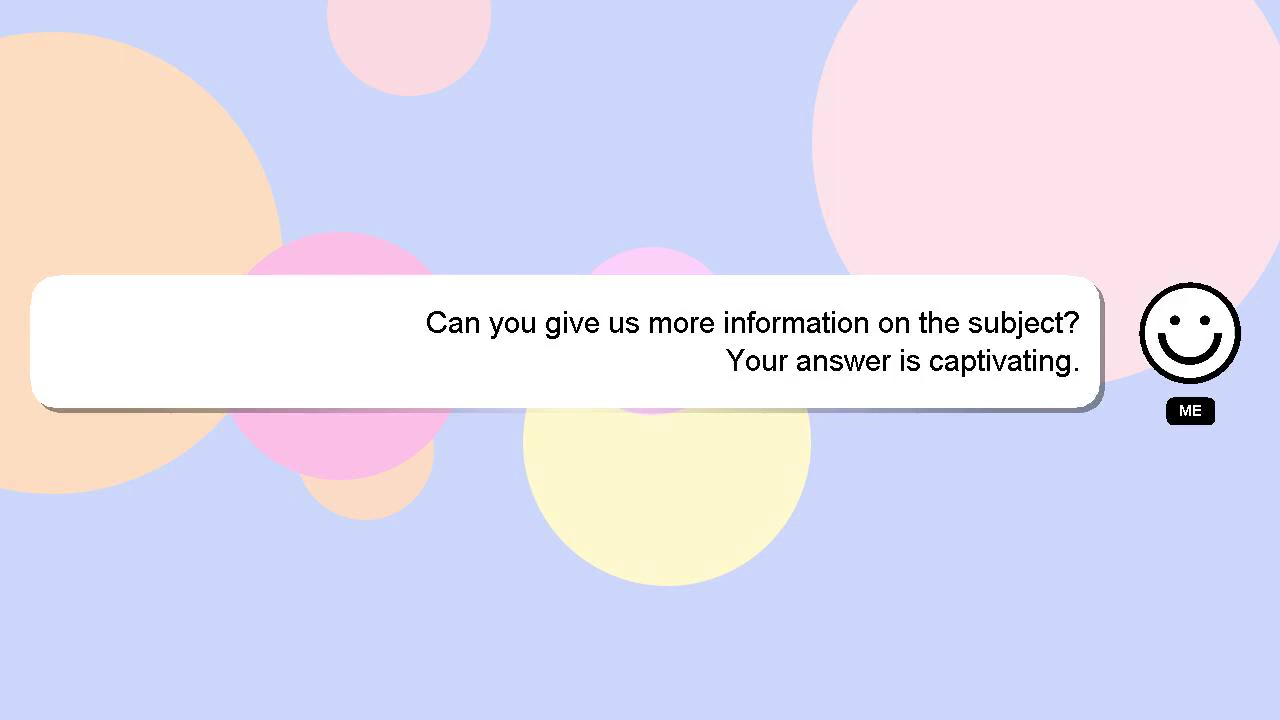 Can you give us more information on the subject?
Your answer is captivating.
ME